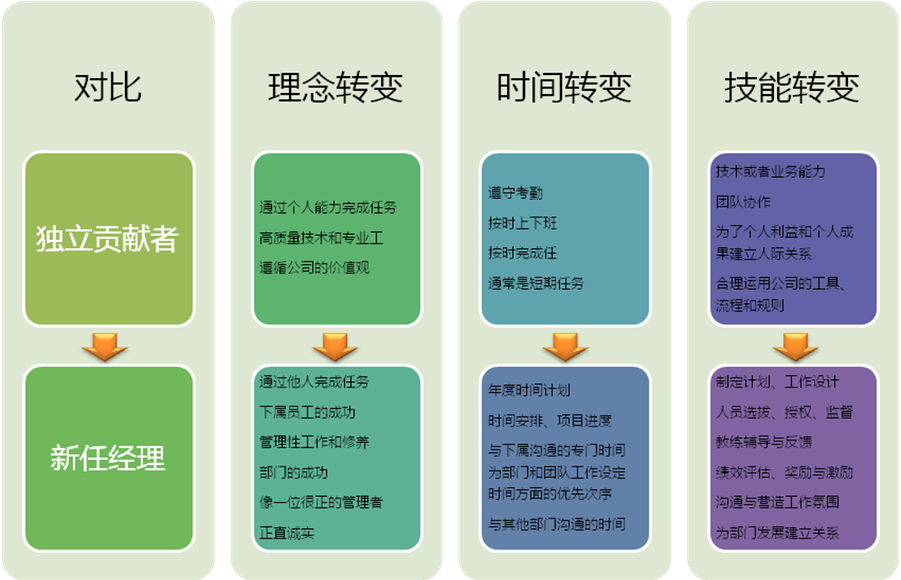 对比
独立贡献者
新任经理
理念转变
通过个人能力完成任务
高质量技术和专业工
遵循公司的价值观
通过他人完成任务
下属员工的成功
管理性工作和修养
部门的成功
像一位很正的管理者
正直诚实
时间转变
遵守考勤
按时上下班
按时完成任
通常是短期任务
年度时间计划
时间安排、项目进度
与下属沟通的专门时间
为部门和团队工作设定
时间方面的优先次序
与其他部门沟通的时间
技能转变
技术或者业务能力
团队协作
为了个人利益和个人成
果建立人际关系
合理运用公司的工具、
流程和规则
制定计划、工作设计
人员选拔、授权、监督
教练辅导与反馈
绩效评估、奖励与激励
沟通与营造工作氛围
为部门发展建立关系